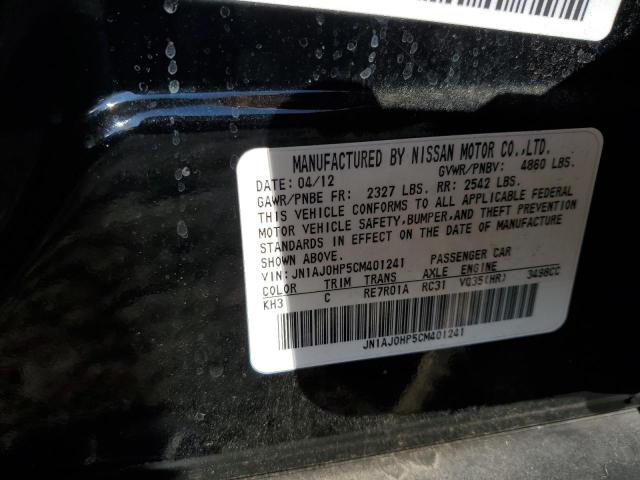 MANUFACTURED BY NISSAN MOTOR CO.,LTD.
DATE: 04/12 GVWR/PNBV: 4860 LBS.
GAWR/PNBE FR: 2327 LBS. RR: 2542 LBS.
THIS VEHICLE CONFORMS TO ALL APPLICABLE FEDERAL
MOTOR VEHICLE SAFETY,BUMPER,AND THEFT PREVENTION
STANDARDS IN EFFECT ON THE DATE OF MANUFACTURE
SHOWN ABOVE.
VIN: JN1AJ0HP5CM401241 PASSENGER CAR
COLOR TRIM TRANS AXLE ENGINE
KH3 C RE7R01A RC31 VQ35(HR) 3498CC
JN1AJ0HP5CM401241